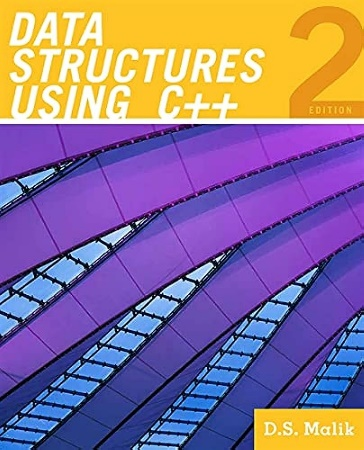 DATA
STRUCTURES
USING C++
2
EDITION
D.S. Malik